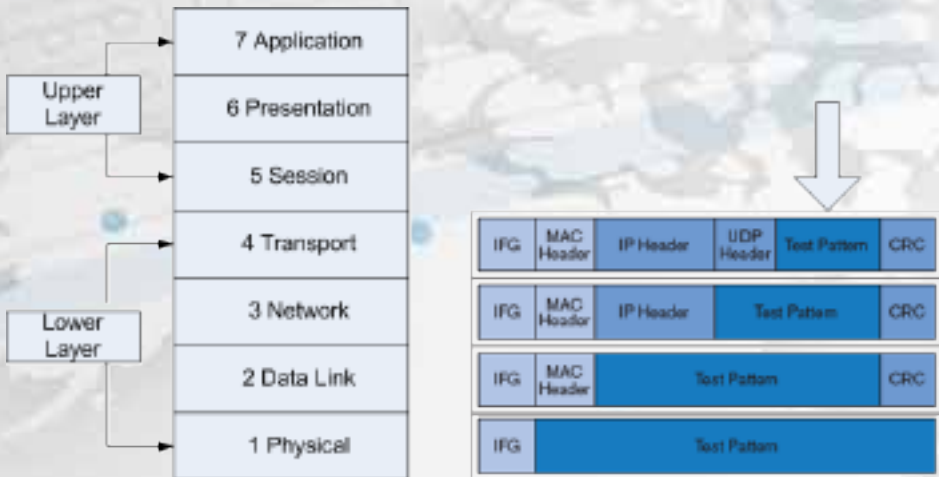 7 Application
Upper
Layer
6 Presentation
5 Session
4 Transport
3 Network
Lower
Layer
2 Data Link
1 Physical
IFG MAC Header IP Header UDP Header Test Pattern CRC
IFG MAC Header IP Header Test Pattern CRC
IFG MAC Header Test Pattern CRC
IFG Test Pattern